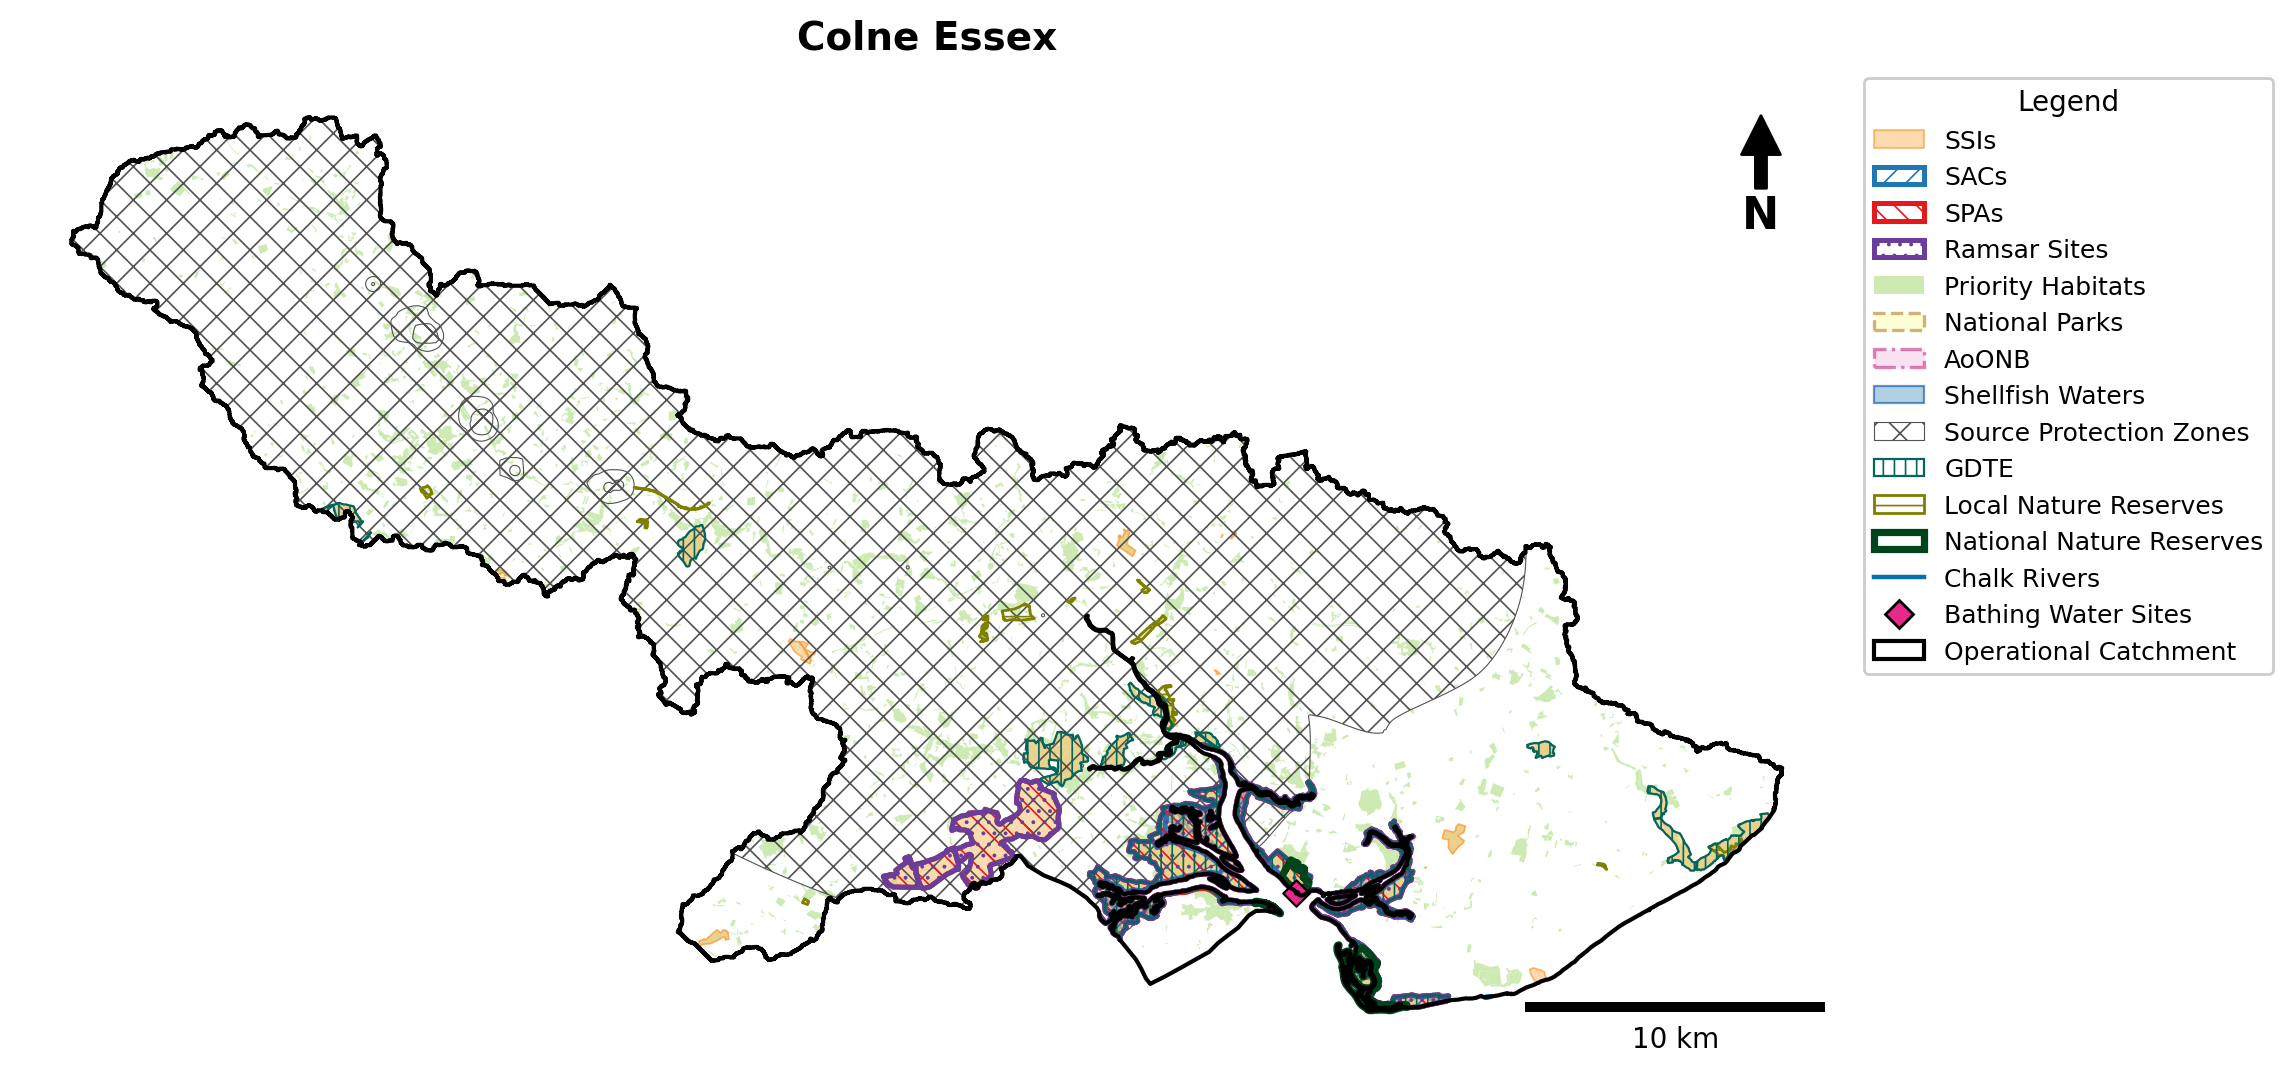 Colne Essex
N
Legend
SSIs
SACs
SPAs
Ramsar Sites
Priority Habitats
National Parks
AoONB
Shellfish Waters
Source Protection Zones
GDTE
Local Nature Reserves
National Nature Reserves
Chalk Rivers
Bathing Water Sites
Operational Catchment
10 km